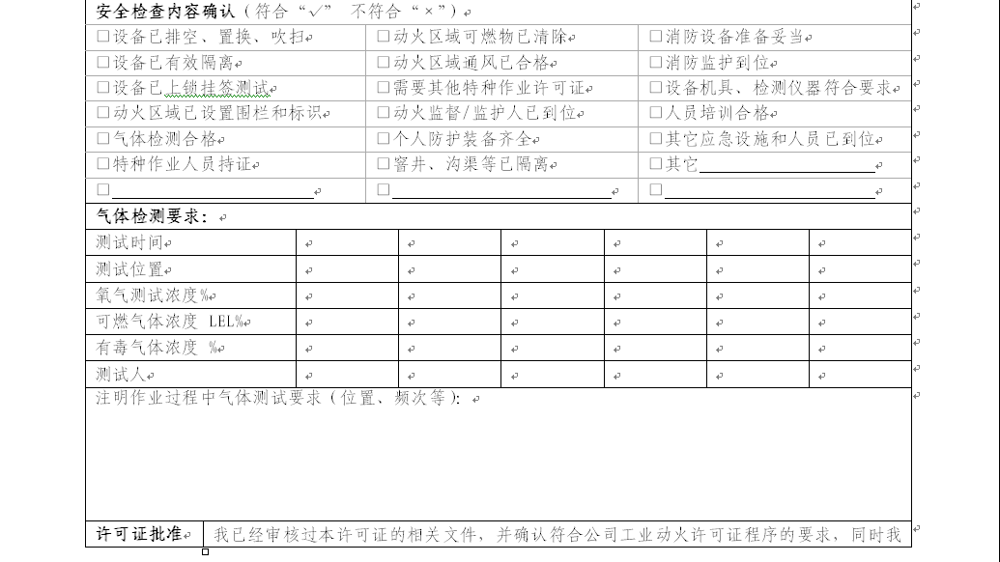 安全检查内容确认（符合“√” 不符合“×”）
□设备已排空、置换、吹扫 □动火区域可燃物已清除 □消防设备准备妥当
□设备已有效隔离 □动火区域通风已合格 □消防监护到位
□设备已上锁挂签测试 □需要其他特种作业许可证 □设备机具、检测仪器符合要求
□动火区域已设置围栏和标识 □动火监督/监护人已到位 □人员培训合格
□气体检测合格 □个人防护装备齐全 □其它应急设施和人员已到位
□特种作业人员持证 □窨井、沟渠等已隔离 □其它
□ □ □
气体检测要求：
测试时间
测试位置
氧气测试浓度%
可燃气体浓度 LEL%
有毒气体浓度 %
测试人
注明作业过程中气体测试要求（位置、频次等）：
许可证批准 我已经审核过本许可证的相关文件，并确认符合公司工业动火许可证程序的要求，同时我